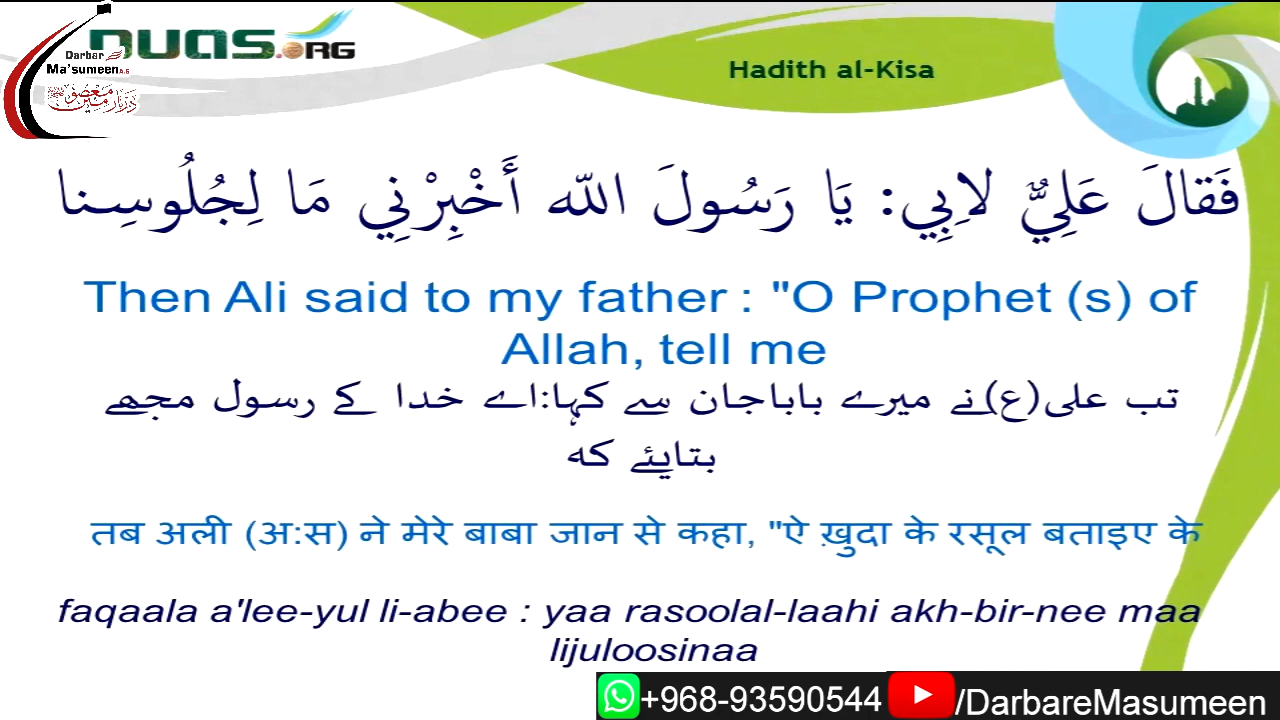 DUAS.ORG
Darbar
Ma'sumeen A.S
Hadith al-Kisa
فَقَالَ عَلِيٌّ لاِبِي: يَا رَسُولَ اللّه أَخْبِرْنِي مَا لِجُلُوسِنا
Then Ali said to my father : "O Prophet (s) of
Allah, tell me
تب علی(ع)نے میرے باباجان سے کہا:اے خدا کے رسول مجھے
بتایئے کہ
तब अली (अ:स) ने मेरे बाबा जान से कहा, "ऐ ख़ुदा के रसूल बताइए के
faqaala a'lee-yul li-abee : yaa rasoolal-laahi akh-bir-nee maa
lijuloosinaa
+968-93590544 /DarbareMasumeen